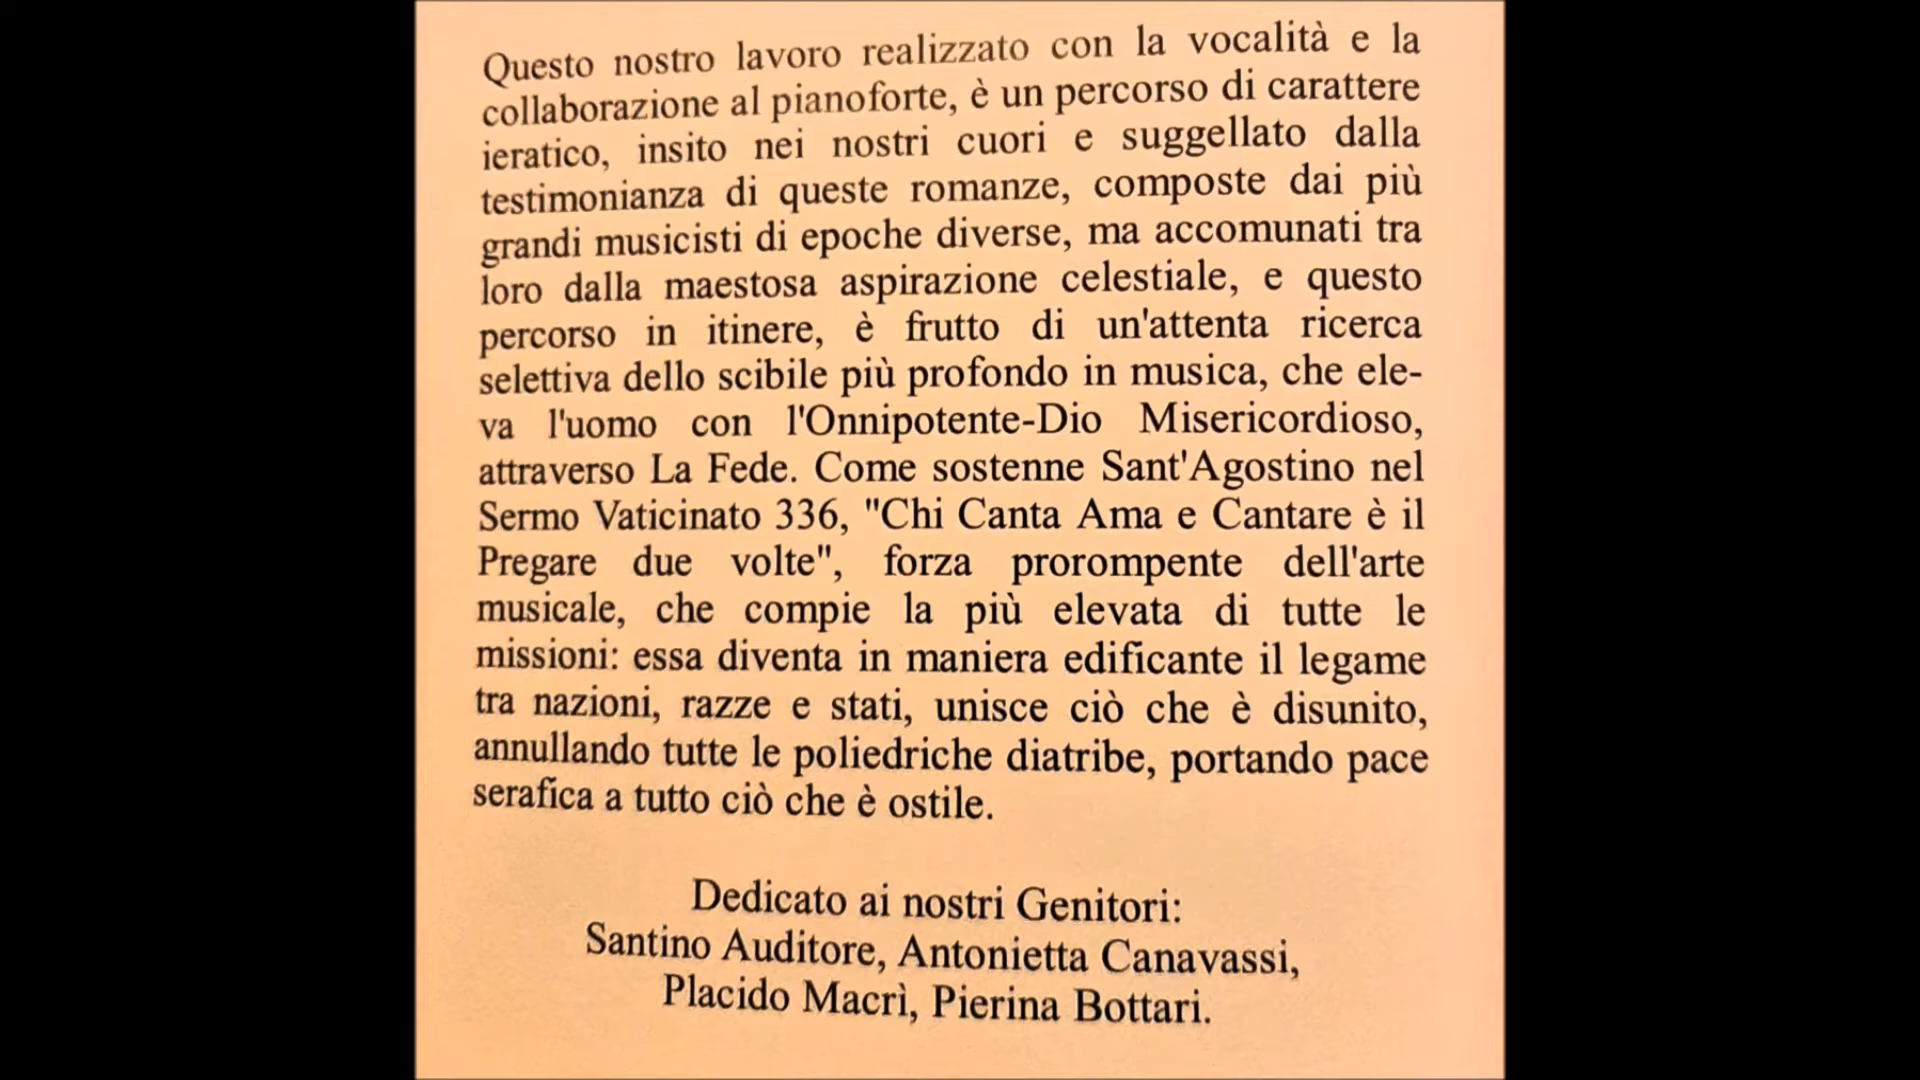 Questo nostro lavoro realizzato con la vocalità e la
collaborazione al pianoforte, è un percorso di carattere
ieratico, insito nei nostri cuori e suggellato dalla
testimonianza di queste romanze, composte dai più
grandi musicisti di epoche diverse, ma accomunati tra
loro dalla maestosa aspirazione celestiale, e questo
percorso in itinere, è frutto di un'attenta ricerca
selettiva dello scibile più profondo in musica, che ele-
va l'uomo con l'Onnipotente-Dio Misericordioso,
attraverso La Fede. Come sostenne Sant'Agostino nel
Sermo Vaticinato 336, "Chi Canta Ama e Cantare è il
Pregare due volte", forza prorompente dell'arte
musicale, che compie la più elevata di tutte le
missioni: essa diventa in maniera edificante il legame
tra nazioni, razze e stati, unisce ciò che è disunito,
annullando tutte le poliedriche diatribe, portando pace
serafica a tutto ciò che è ostile.
Dedicato ai nostri Genitori:
Santino Auditore, Antonietta Canavassi,
Placido Macrì, Pierina Bottari.